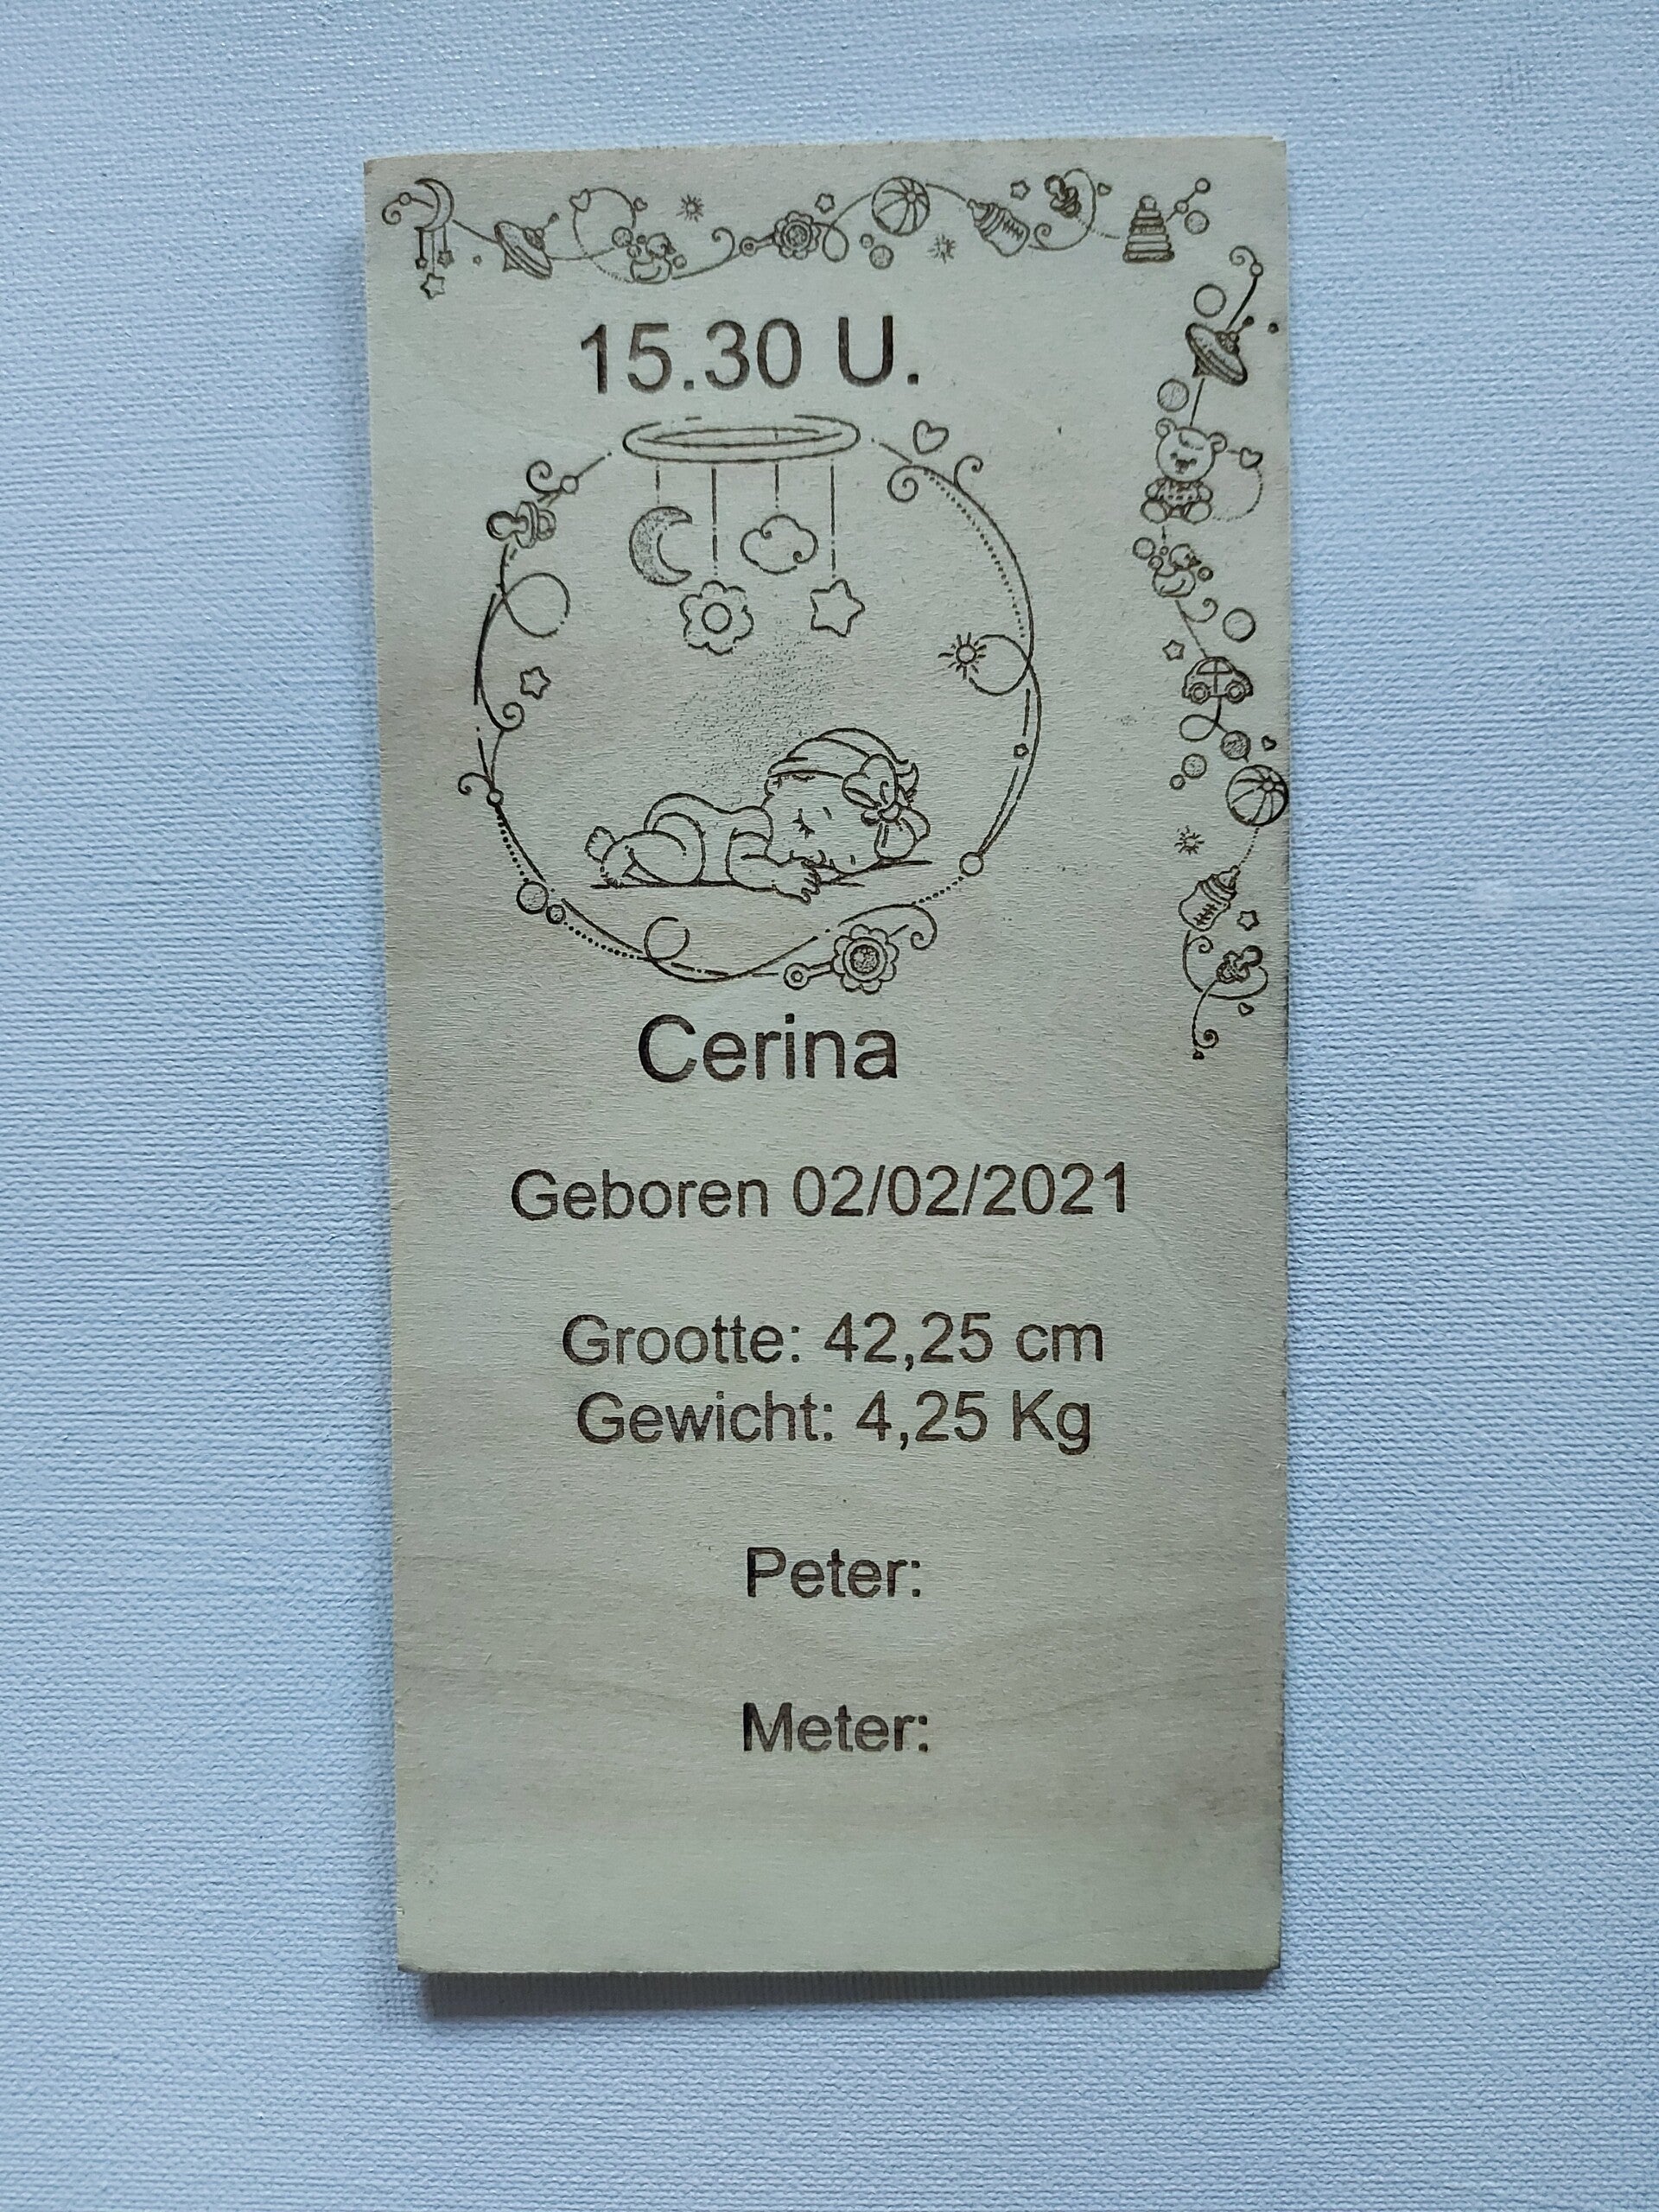 15.30 U.
Cerina
Geboren 02/02/2021
Grootte: 42,25 cm
Gewicht: 4,25 Kg
Peter:
Meter: